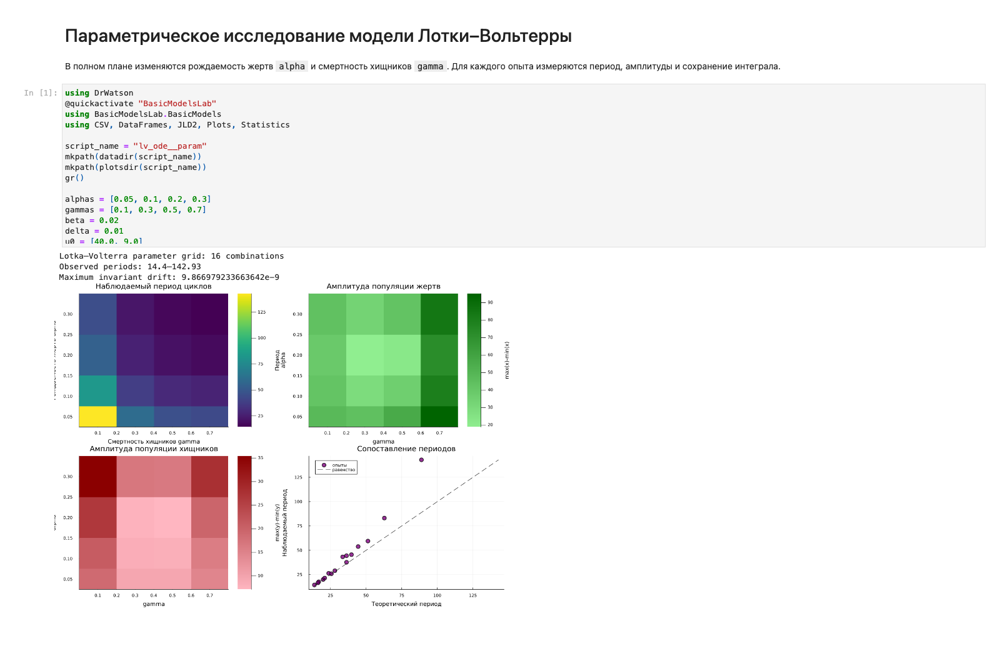 Параметрическое исследование модели Лотки–Вольтерры
В полном плане изменяются рождаемость жертв alpha и смертность хищников gamma . Для каждого опыта измеряются период, амплитуды и сохранение интеграла.
In [1]:
using DrWatson
@quickactivate "BasicModelsLab"
using BasicModelsLab.BasicModels
using CSV, DataFrames, JLD2, Plots, Statistics
script_name = "lv_ode__param"
mkpath(datadir(script_name))
mkpath(plotsdir(script_name))
gr()
alphas = [0.05, 0.1, 0.2, 0.3]
gammas = [0.1, 0.3, 0.5, 0.7]
beta = 0.02
delta = 0.01
u0 = [40.0, 9.0]
Lotka–Volterra parameter grid: 16 combinations
Observed periods: 14.4–142.93
Maximum invariant drift: 9.866979233663642e-9
Наблюдаемый период циклов
0.30
0.25
0.20
0.15
0.10
0.05
0.1 0.2 0.3 0.4 0.5 0.6 0.7
Смертность хищников gamma
125
100
75
50
25
Период
Амплитуда популяции жертв
alpha
0.30
0.25
0.20
0.15
0.10
0.05
0.1 0.2 0.3 0.4 0.5 0.6 0.7
gamma
90
80
70
60
50
40
30
20
max(x)-min(x)
Амплитуда популяции хищников
0.30
0.25
0.20
0.15
0.10
0.05
0.1 0.2 0.3 0.4 0.5 0.6 0.7
gamma
35
30
25
20
15
10
max(y)-min(y)
Сопоставление периодов
Наблюдаемый период
опыты
равенство
125
100
75
50
25
25 50 75 100 125
Теоретический период